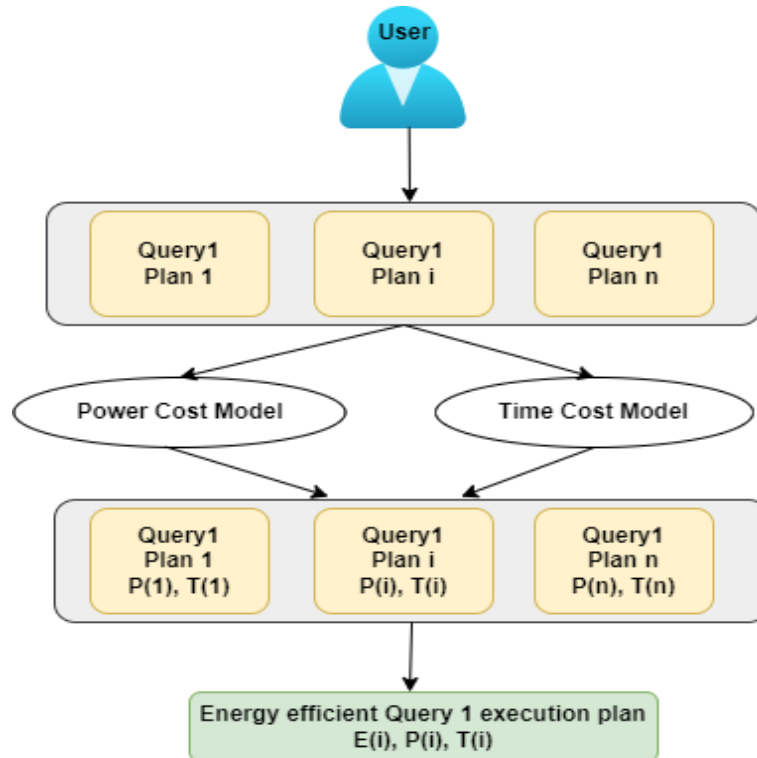 User
Query1
Plan 1
Query1
Plan i
Query1
Plan n
Power Cost Model
Time Cost Model
Query1
Plan 1
P(1), T(1)
Query1
Plan i
P(i), T(i)
Query1
Plan n
P(n), T(n)
Energy efficient Query 1 execution plan
E(i), P(i), T(i)